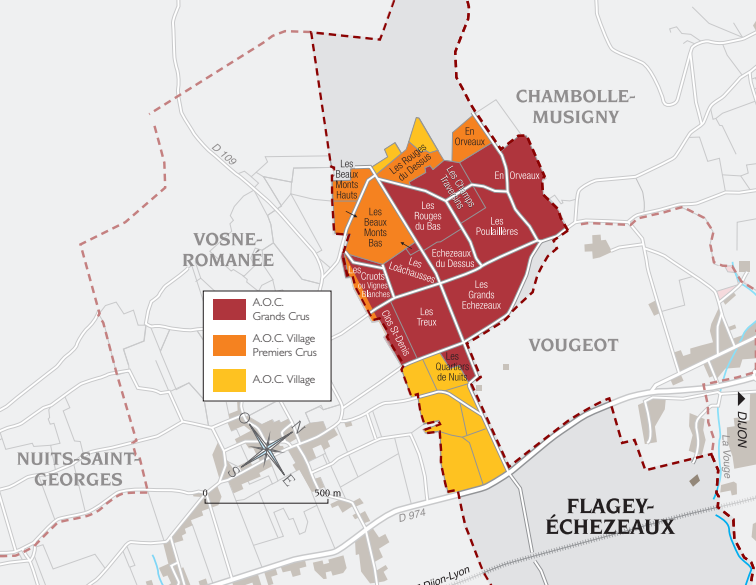 CHAMBOLLE-
MUSIGNY
D 109
En
Orveaux
Les Rouges
du Dessus
Les Champs
Traversins
En Orveaux
Les
Beaux
Monts
Hauts
Les
Rouges
du Bas
Les
Beaux
Monts
Bas
Les
Poulaillères
VOSNE-
ROMANÉE
Echezeaux
du Dessus
Les
Loâchausses
Les
Cruots
ou Vignes
Blanches
Les
Grands
Echezeaux
A.O.C.
Grands Crus
A.O.C. Village
Premiers Crus
A.O.C. Village
Les
Treux
Clos St-Denis
VOUGEOT
Les
Quartiers
de Nuits
O
N
S
E
DIJON
La Vouge
NUITS-SAINT-
GEORGES
0
500 m
D 974
FLAGEY-
ÉCHEZEAUX
Dijon-Lyon